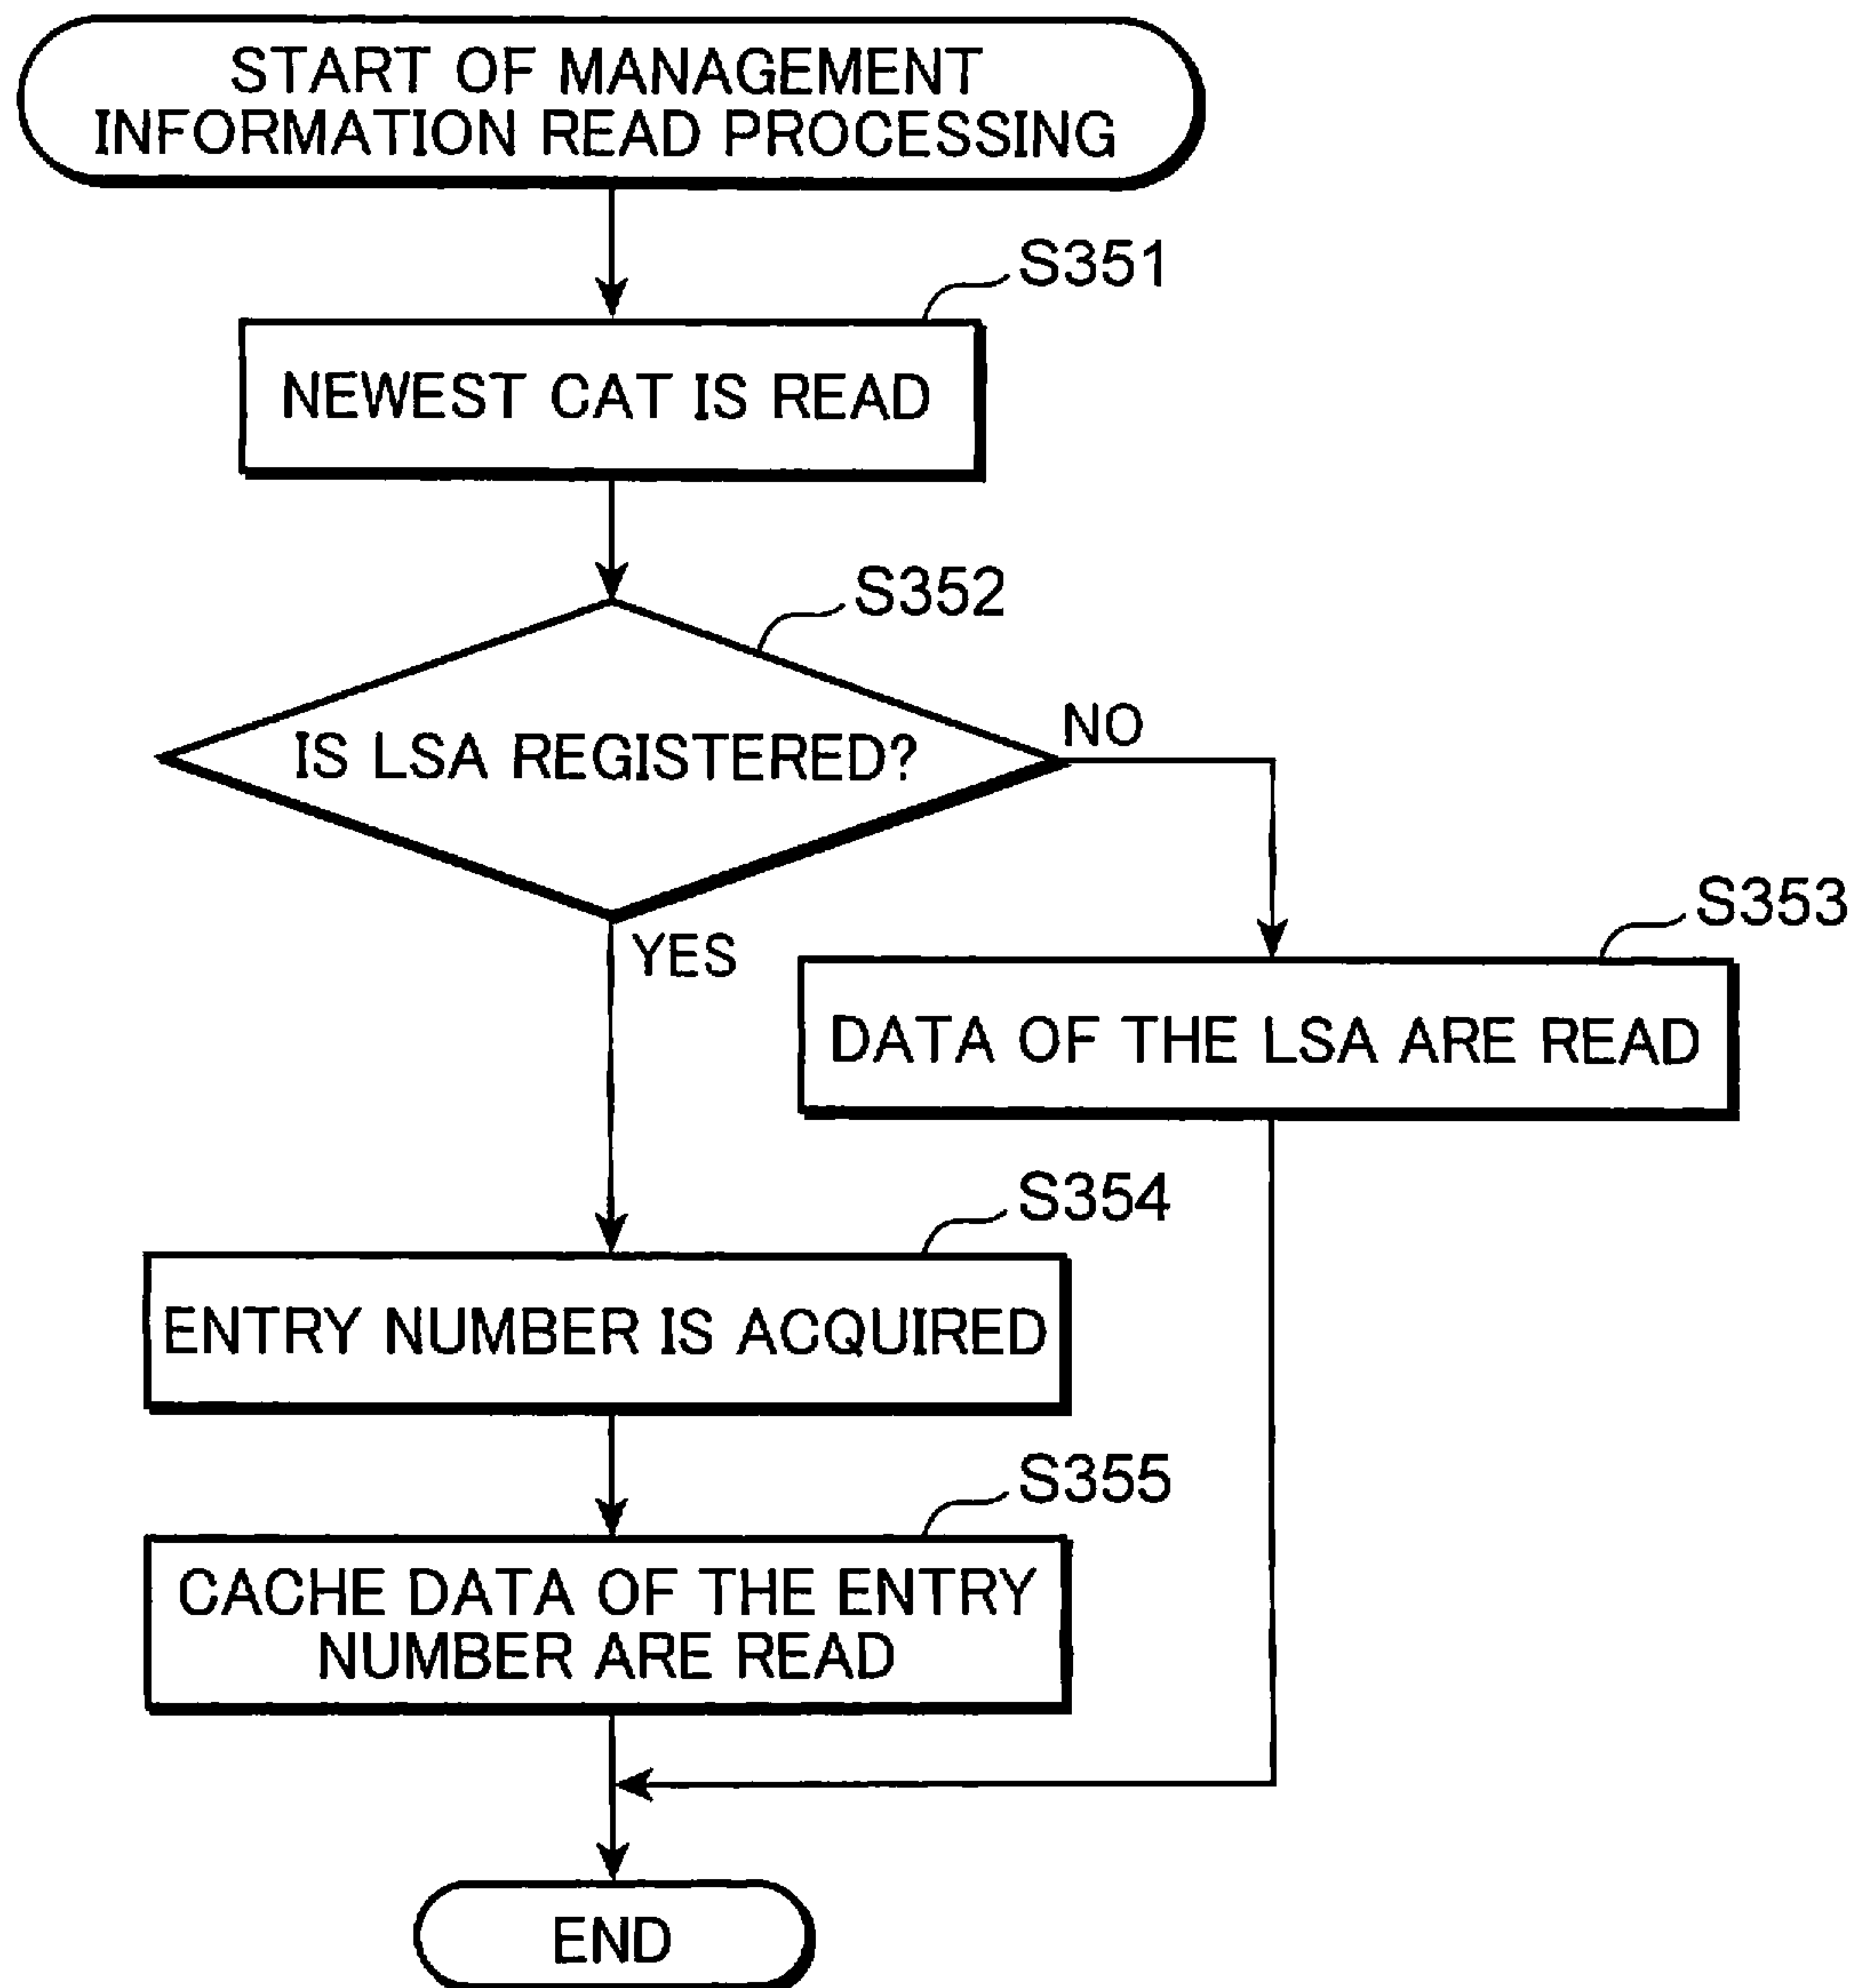 START OF MANAGEMENT
INFORMATION READ PROCESSING
S351
NEWEST CAT IS READ
S352
IS LSA REGISTERED?
NO
YES
S353
DATA OF THE LSA ARE READ
S354
ENTRY NUMBER IS ACQUIRED
S355
CACHE DATA OF THE ENTRY
NUMBER ARE READ
END